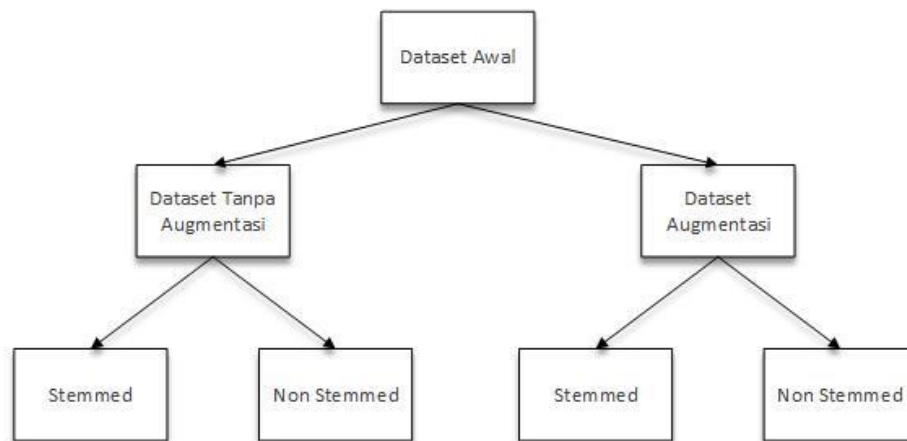 Dataset Awal
Dataset Tanpa
Augmentasi
Dataset
Augmentasi
Stemmed
Non Stemmed
Stemmed
Non Stemmed